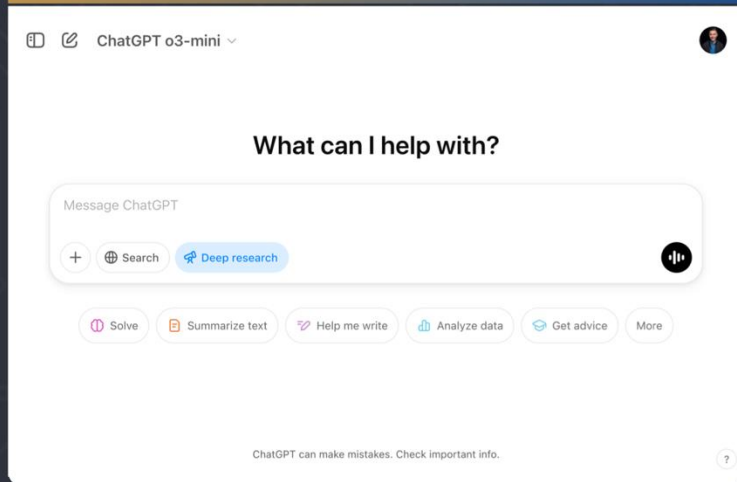 ChatGPT o3-mini
What can I help with?
Message ChatGPT
Search Deep research
Solve Summarize text Help me write Analyze data Get advice More
ChatGPT can make mistakes. Check important info.
?